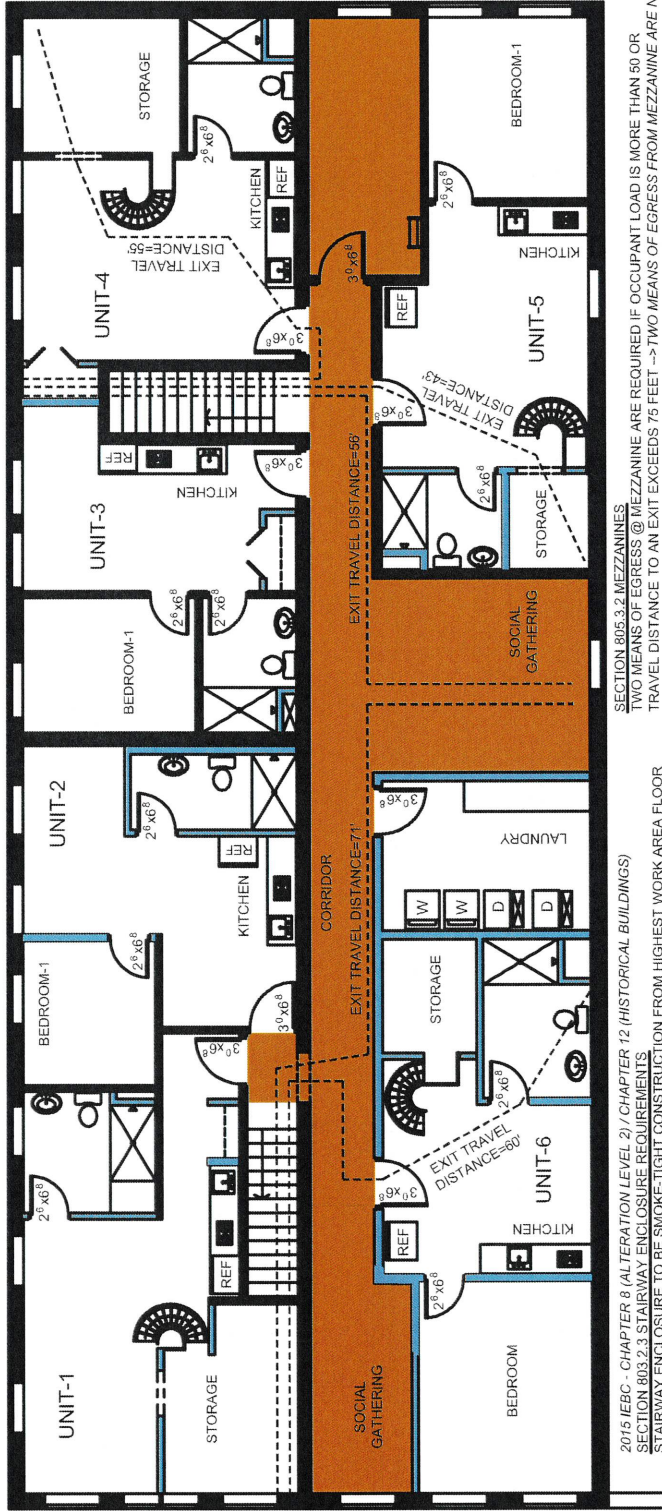 UNIT-1
2⁶x6⁸
STORAGE
REF
3⁰x6⁸
BEDROOM-1
2⁶x6⁸
UNIT-2
2⁶x6⁸
KITCHEN
REF
3⁰x6⁸
BEDROOM-1
2⁶x6⁸
2⁶x6⁸
UNIT-3
KITCHEN
REF
3⁰x6⁸
UNIT-4
EXIT TRAVEL
DISTANCE=55'
3⁰x6⁸
KITCHEN
REF
2⁶x6⁸
STORAGE
SOCIAL
GATHERING
CORRIDOR
EXIT TRAVEL DISTANCE=71'
EXIT TRAVEL DISTANCE=56'
3⁰x6⁸
BEDROOM
2⁶x6⁸
REF
KITCHEN
UNIT-6
3⁰x6⁸
EXIT TRAVEL
DISTANCE=60'
2⁶x6⁸
STORAGE
W
W
D
D
LAUNDRY
3⁰x6⁸
SOCIAL
GATHERING
STORAGE
2⁶x6⁸
3⁰x6⁸
EXIT TRAVEL
DISTANCE=43'
REF
UNIT-5
KITCHEN
2⁶x6⁸
BEDROOM-1
2015 IEBC - CHAPTER 8 (ALTERATION LEVEL 2) / CHAPTER 12 (HISTORICAL BUILDINGS)
SECTION 803.2.3 STAIRWAY ENCLOSURE REQUIREMENTS
STAIRWAY ENCLOSURE TO BE SMOKE-TIGHT CONSTRUCTION FROM HIGHEST WORK AREA FLOOR
SECTION 805.3.2 MEZZANINES
TWO MEANS OF EGRESS @ MEZZANINE ARE REQUIRED IF OCCUPANT LOAD IS MORE THAN 50 OR
TRAVEL DISTANCE TO AN EXIT EXCEEDS 75 FEET --> TWO MEANS OF EGRESS FROM MEZZANINE ARE